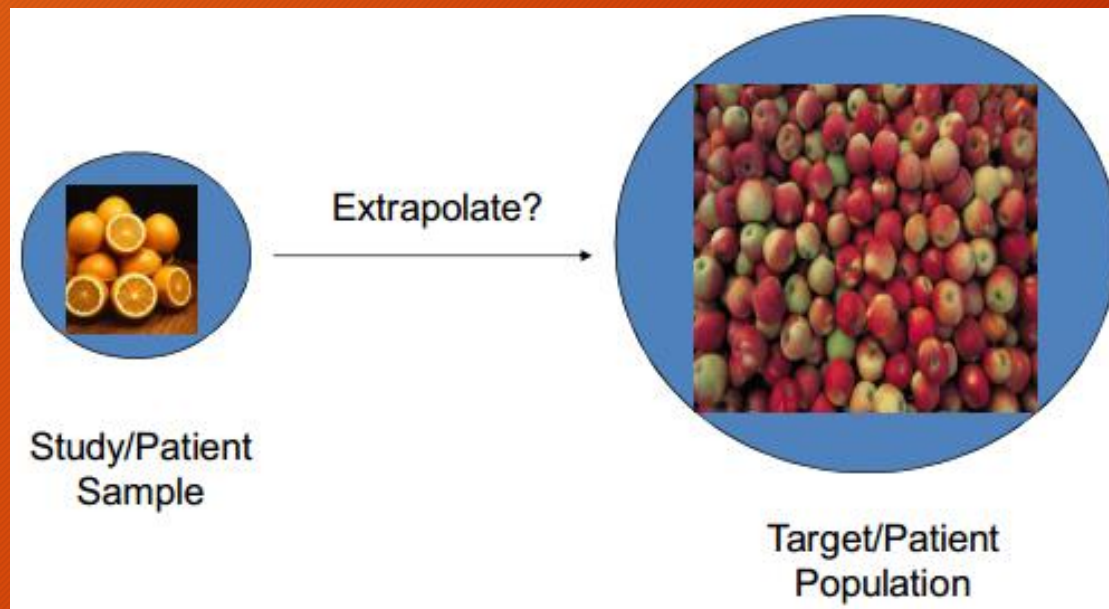 Extrapolate?
Study/Patient
Sample
Target/Patient
Population